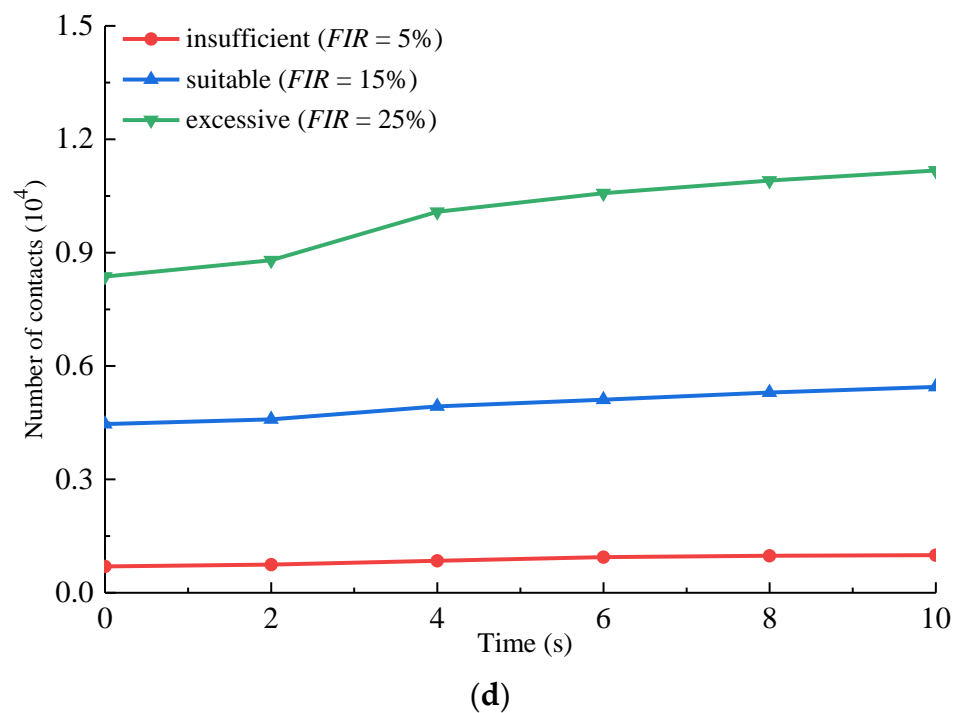 1.5
insufficient (FIR = 5%)
suitable (FIR = 15%)
excessive (FIR = 25%)
1.2
0.9
0.6
0.3
0.0
Number of contacts (10^4)
0 2 4 6 8 10
Time (s)
(d)